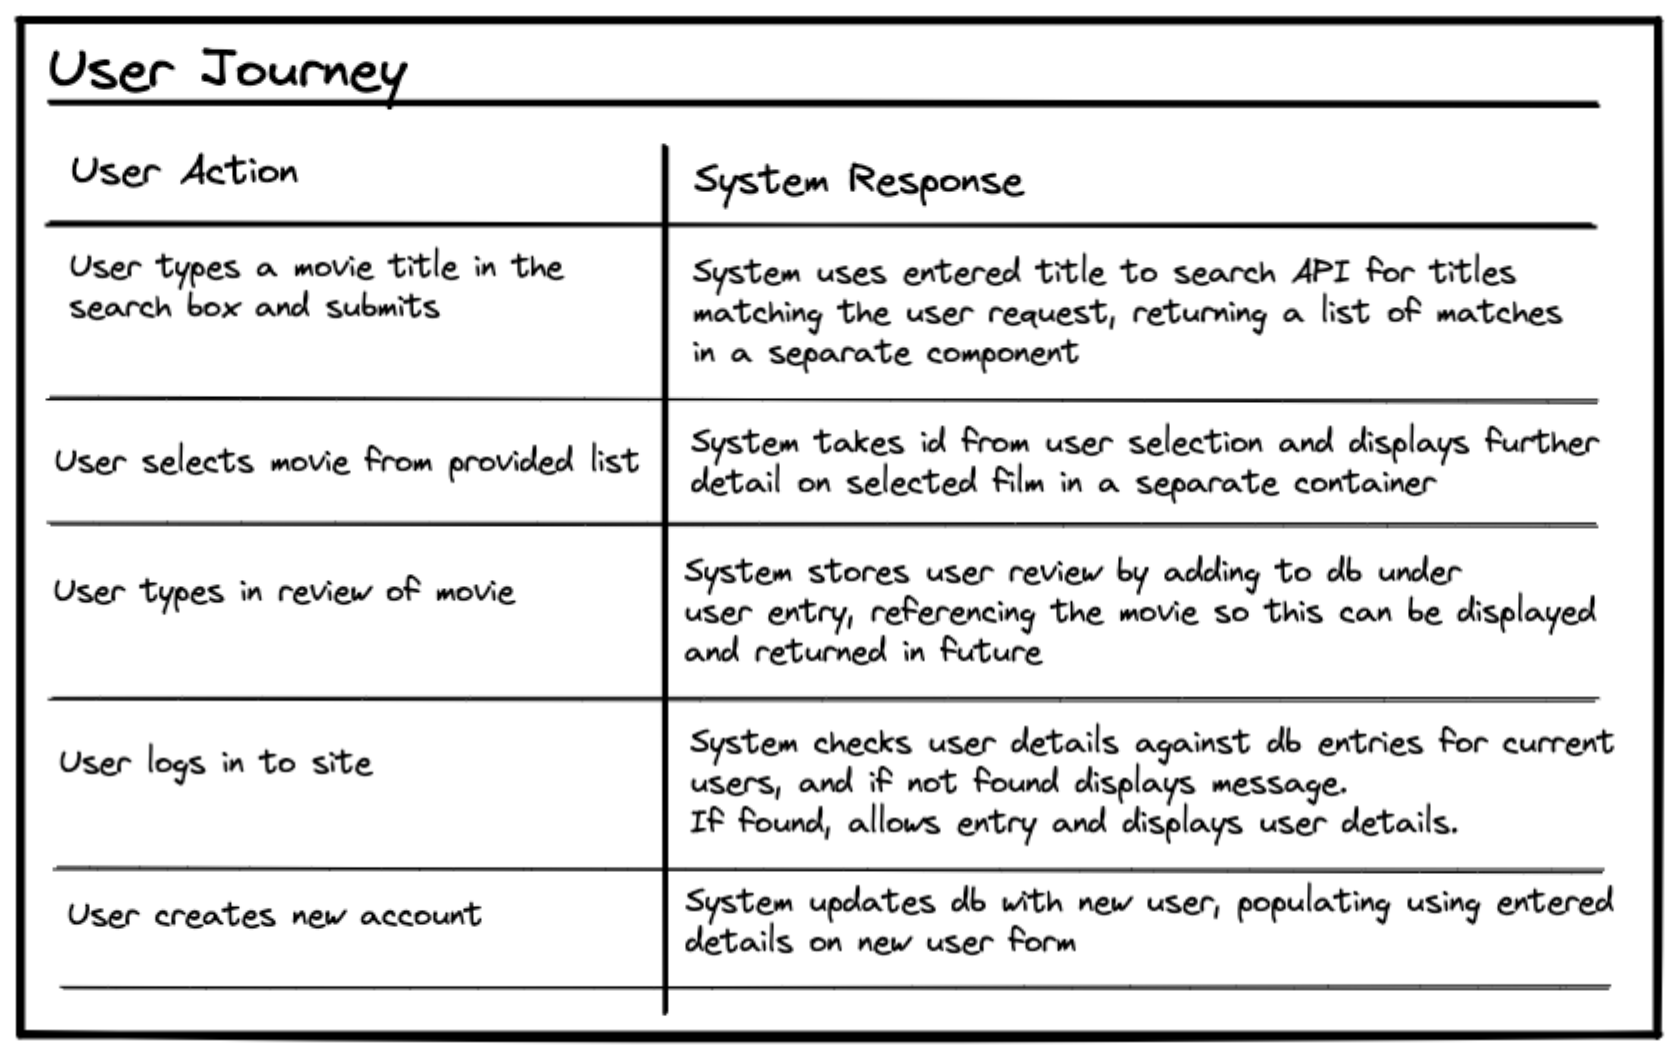 User Journey
User Action
System Response
User types a movie title in the
search box and submits
System uses entered title to search API for titles
matching the user request, returning a list of matches
in a separate component
User selects movie from provided list
System takes id from user selection and displays further
detail on selected film in a separate container
User types in review of movie
System stores user review by adding to db under
user entry, referencing the movie so this can be displayed
and returned in future
User logs in to site
System checks user details against db entries for current
users, and if not found displays message.
If found, allows entry and displays user details.
User creates new account
System updates db with new user, populating using entered
details on new user form